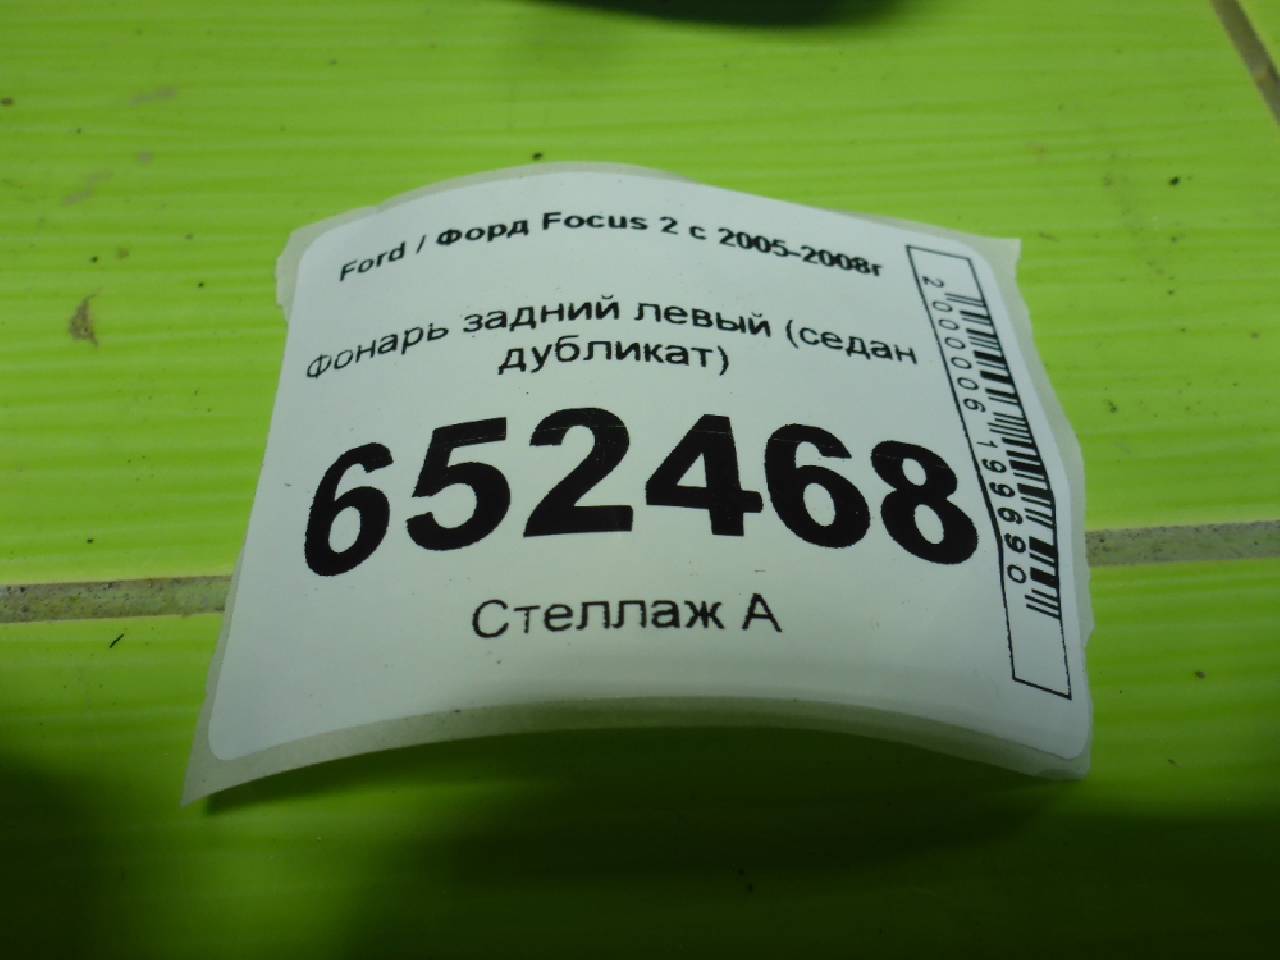 Ford / Форд Focus 2 с 2005-2008г
Фонарь задний левый (седан
дубликат)
652468
Стеллаж А
2000006199690